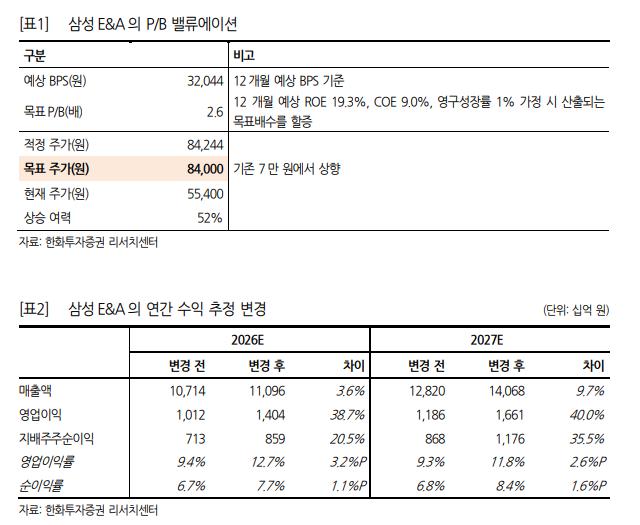 [표1] 삼성 E&A의 P/B 밸류에이션
구분 비고
예상 BPS(원) 32,044 12개월 예상 BPS 기준
목표 P/B(배) 2.6 12 개월 예상 ROE 19.3%, COE 9.0%, 영구성장률 1% 가정 시 산출되는
목표배수를 할증
적정 주가(원) 84,244
목표 주가(원) 84,000 기존 7만 원에서 상향
현재 주가(원) 55,400
상승 여력 52%
자료: 한화투자증권 리서치센터
[표2] 삼성 E&A의 연간 수익 추정 변경 (단위: 십억 원)
2026E 2027E
변경 전 변경 후 차이 변경 전 변경 후 차이
매출액 10,714 11,096 3.6% 12,820 14,068 9.7%
영업이익 1,012 1,404 38.7% 1,186 1,661 40.0%
지배주주순이익 713 859 20.5% 868 1,176 35.5%
영업이익률 9.4% 12.7% 3.2%P 9.3% 11.8% 2.6%P
순이익률 6.7% 7.7% 1.1%P 6.8% 8.4% 1.6%P
자료: 한화투자증권 리서치센터